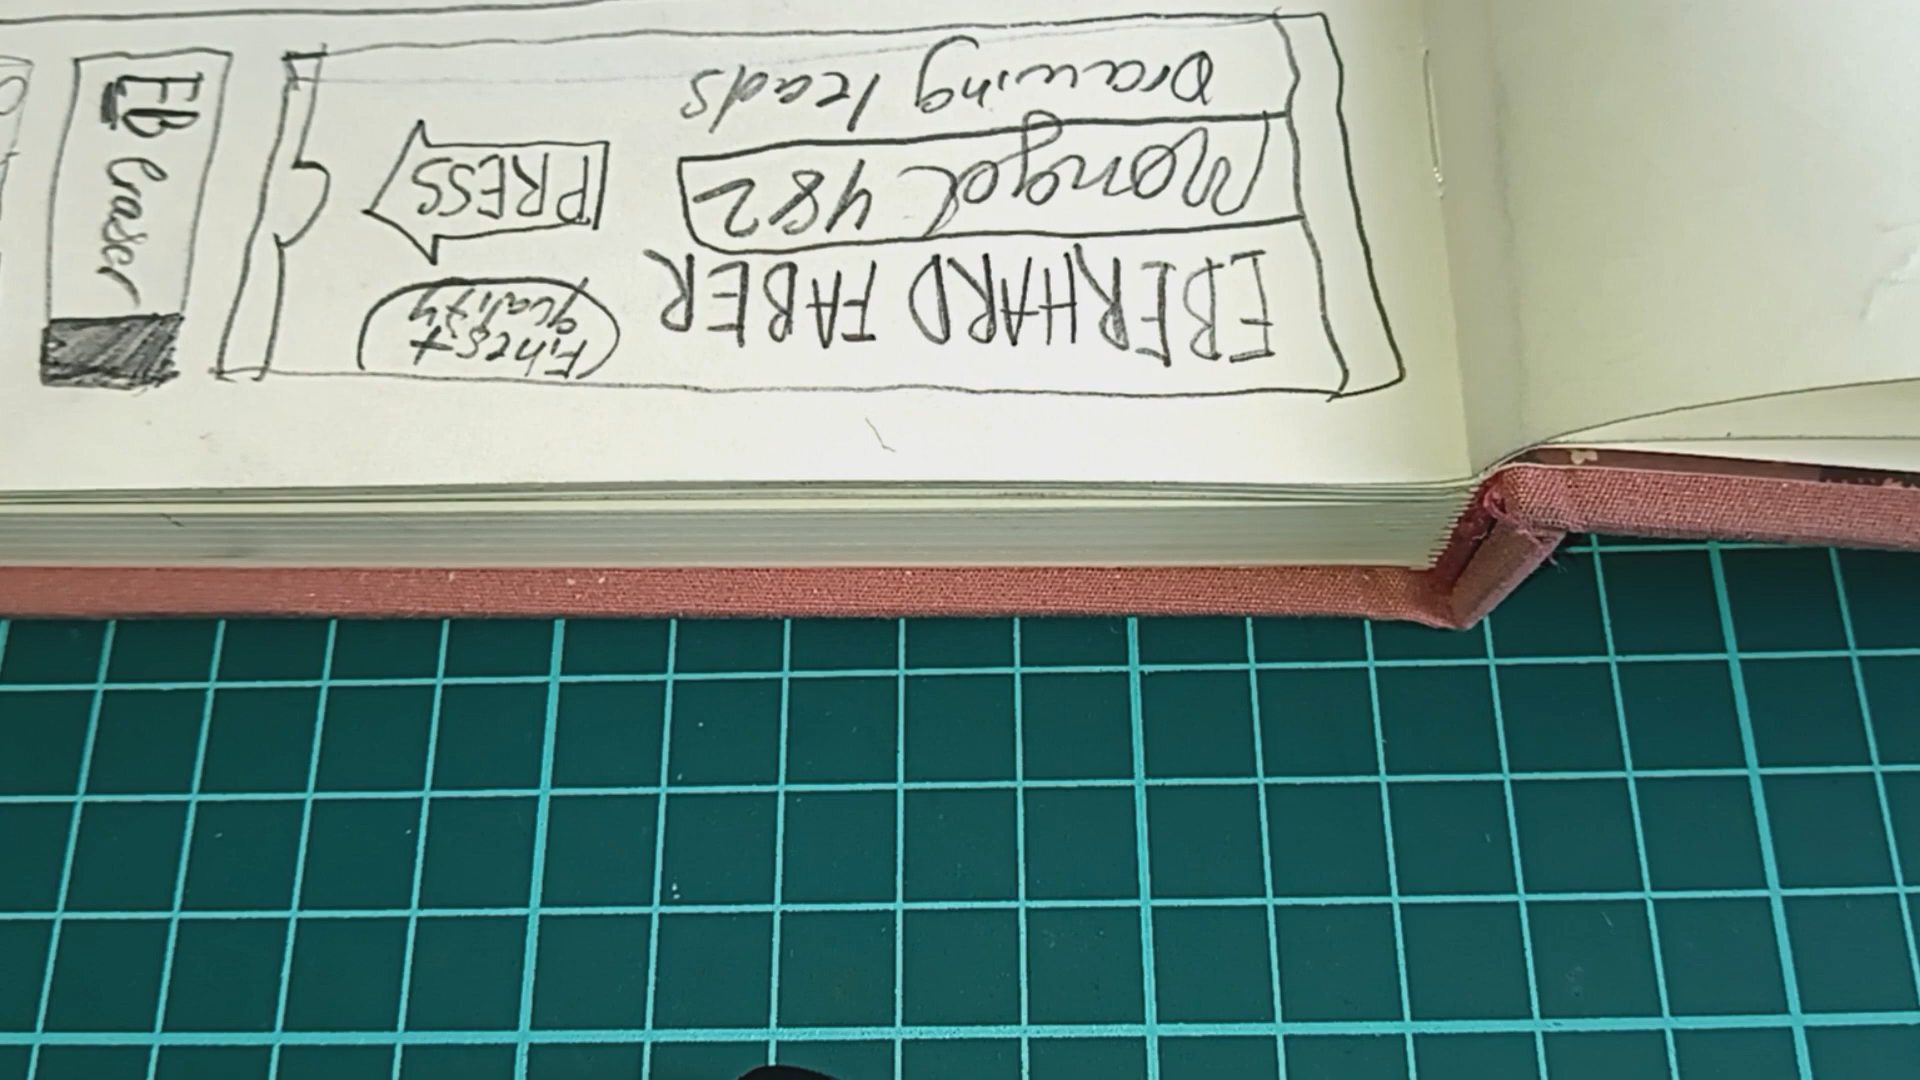 EBERHARD FABER
Mongol 482
Drawing leads
Finest
quality
PRESS
EB Eraser